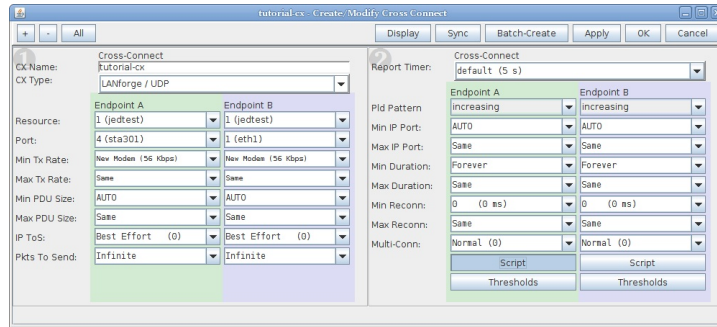 tutorial-cx - Create/Modify Cross Connect
+ - All Display Sync Batch-Create Apply OK Cancel
1
Cross-Connect
CX Name: tutorial-cx
CX Type: LANforge / UDP
Endpoint A Endpoint B
Resource: 1 (jedtest) 1 (jedtest)
Port: 4 (sta301) 1 (eth1)
Min Tx Rate: New Modem (56 Kbps) New Modem (56 Kbps)
Max Tx Rate: Same Same
Min PDU Size: AUTO AUTO
Max PDU Size: Same Same
IP ToS: Best Effort (0) Best Effort (0)
Pkts To Send: Infinite Infinite
2
Cross-Connect
Report Timer: default (5 s)
Endpoint A Endpoint B
Pld Pattern increasing increasing
Min IP Port: AUTO AUTO
Max IP Port: Same Same
Min Duration: Forever Forever
Max Duration: Same Same
Min Reconn: 0 (0 ms) 0 (0 ms)
Max Reconn: Same Same
Multi-Conn: Normal (0) Normal (0)
Script Script
Thresholds Thresholds